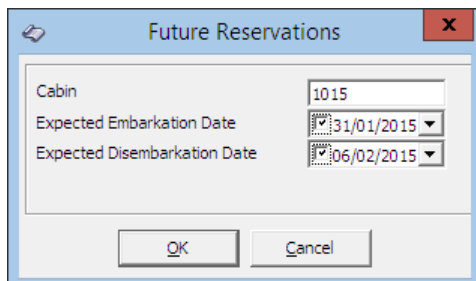 Future Reservations
x
Cabin 1015
Expected Embarkation Date 31/01/2015
Expected Disembarkation Date 06/02/2015
OK Cancel